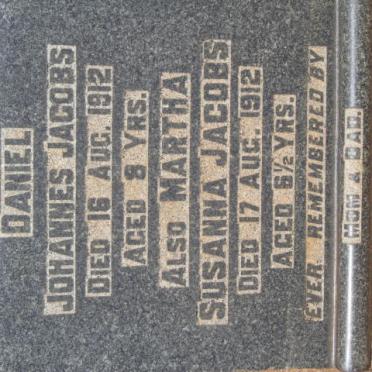 DANIEL
JOHANNES JACOBS
DIED 16 AUG. 1912
AGED 8 YRS.
ALSO MARTHA
SUSANNA JACOBS
DIED 17 AUG. 1912
AGED 6½ YRS.
EVER REMEMBERED BY
MOM & DAD.